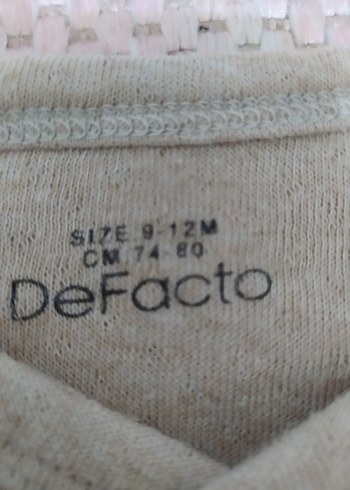 SIZE 9-12M
CM 74-80
DeFacto